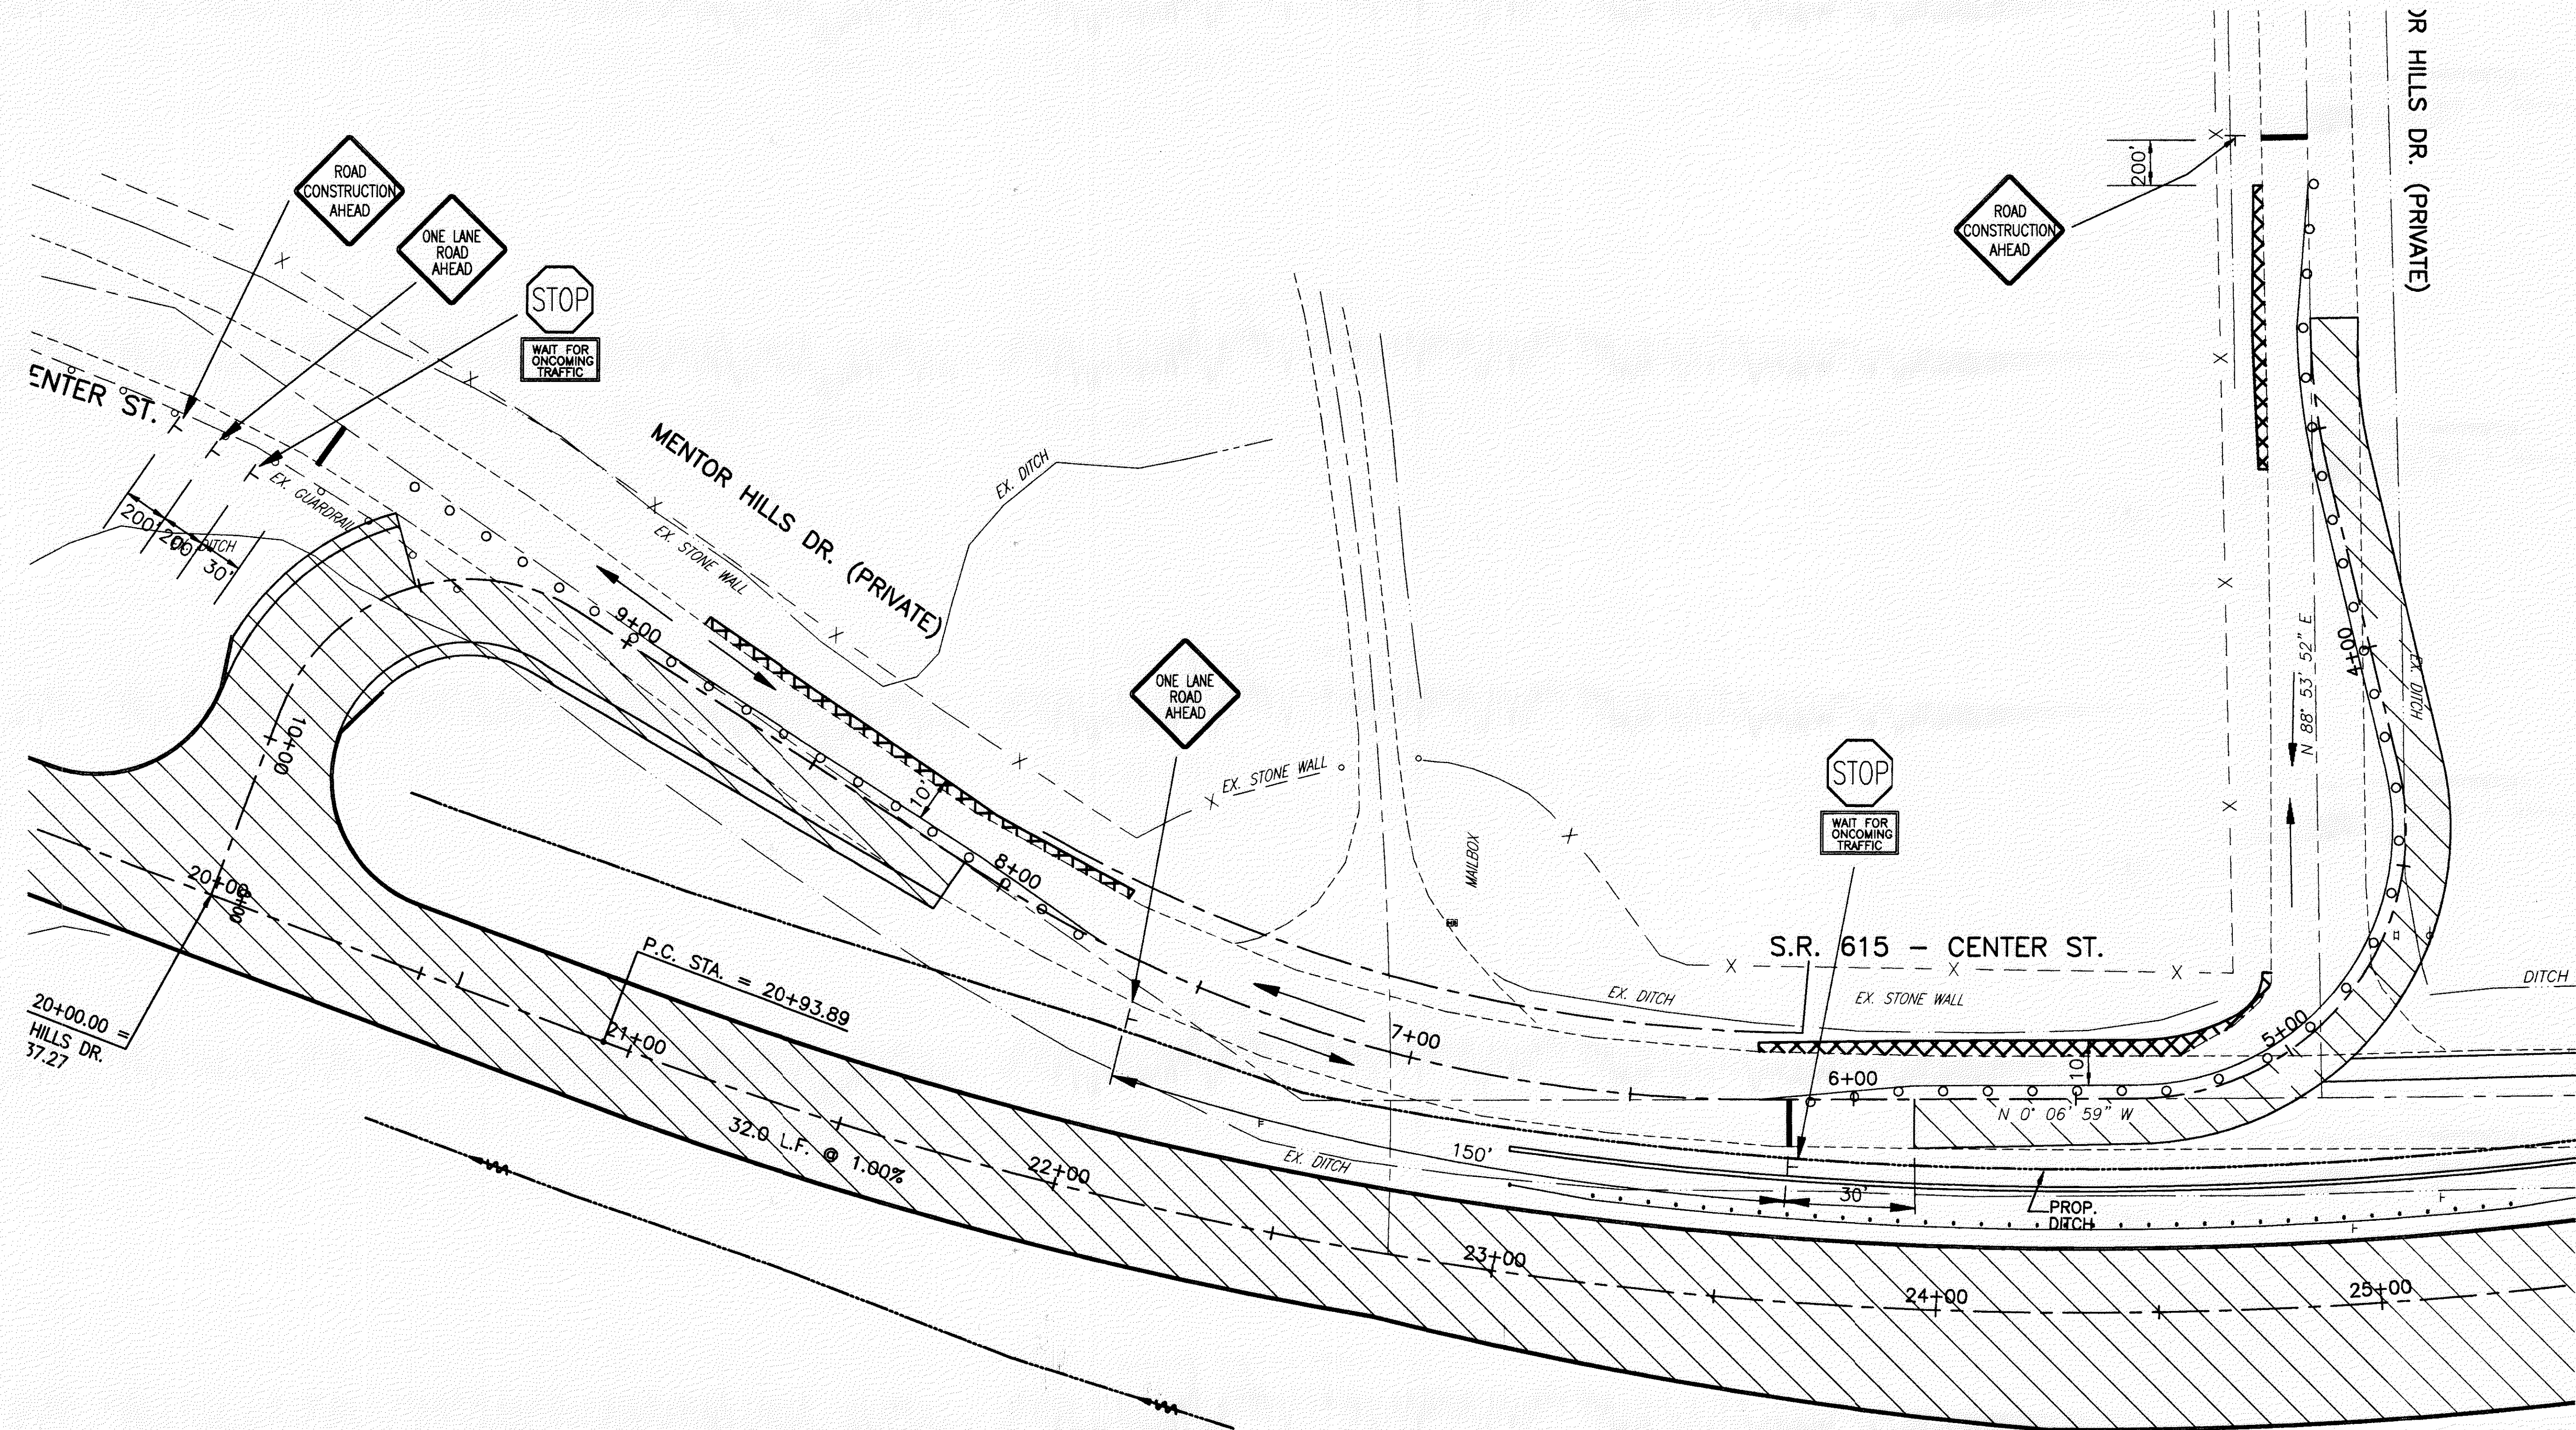 ROAD
CONSTRUCTION
AHEAD
ONE LANE
ROAD
AHEAD
STOP
WAIT FOR
ONCOMING
TRAFFIC
ENTER ST.
EX. GUARDRAIL
200'
200'
30'
DITCH
MENTOR HILLS DR. (PRIVATE)
EX. STONE WALL
EX. DITCH
9+00
10'
8+00
10+00
20+00
P.C. STA. = 20+93.89
20+00.00 =
HILLS DR.
37.27
21+00
32.0 L.F. @ 1.00%
22+00
ONE LANE
ROAD
AHEAD
EX. STONE WALL
MAILBOX
MB
7+00
EX. DITCH
150'
EX. DITCH
STOP
WAIT FOR
ONCOMING
TRAFFIC
S.R. 615 - CENTER ST.
EX. STONE WALL
6+00
10'
N 0° 06' 59" W
30'
PROP.
DITCH
23+00
24+00
25+00
ROAD
CONSTRUCTION
AHEAD
200'
OR HILLS DR. (PRIVATE)
N 88° 53' 52" E
4+00
EX. DITCH
5+00
DITCH